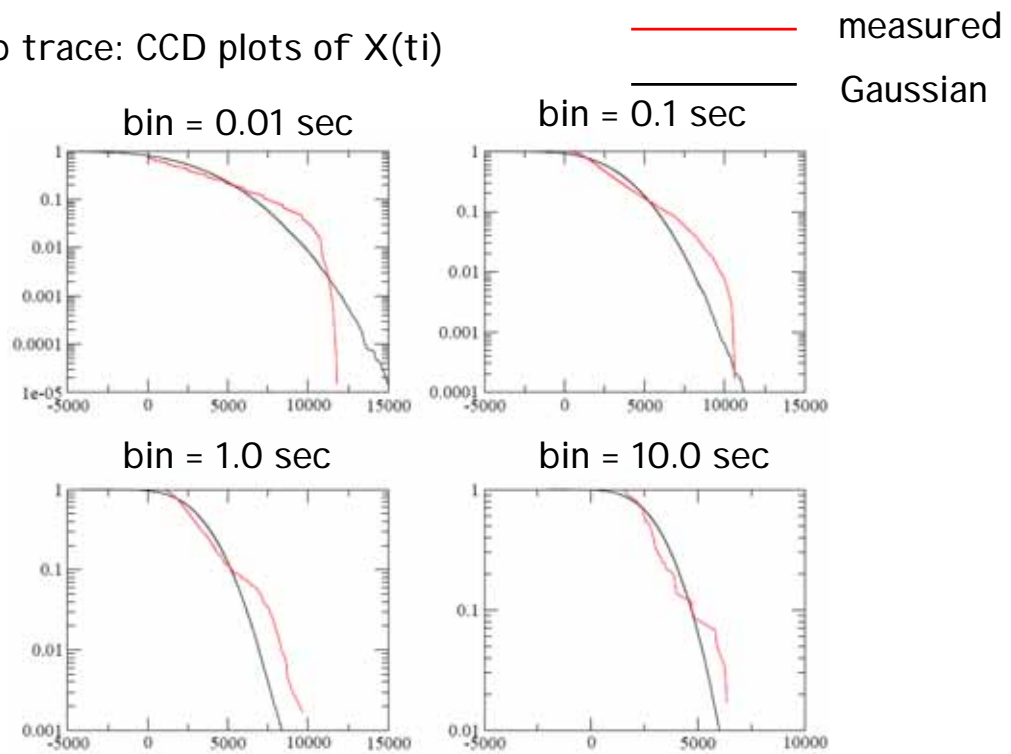 trace: CCD plots of X(ti)
measured
Gaussian
bin = 0.01 sec
bin = 0.1 sec
1
0.1
0.01
0.001
0.0001
1e-05
-5000 0 5000 10000 15000
1
0.1
0.01
0.001
0.0001
-5000 0 5000 10000 15000
bin = 1.0 sec
bin = 10.0 sec
1
0.1
0.01
0.001
-5000 0 5000 10000 15000
1
0.1
0.01
-5000 0 5000 10000